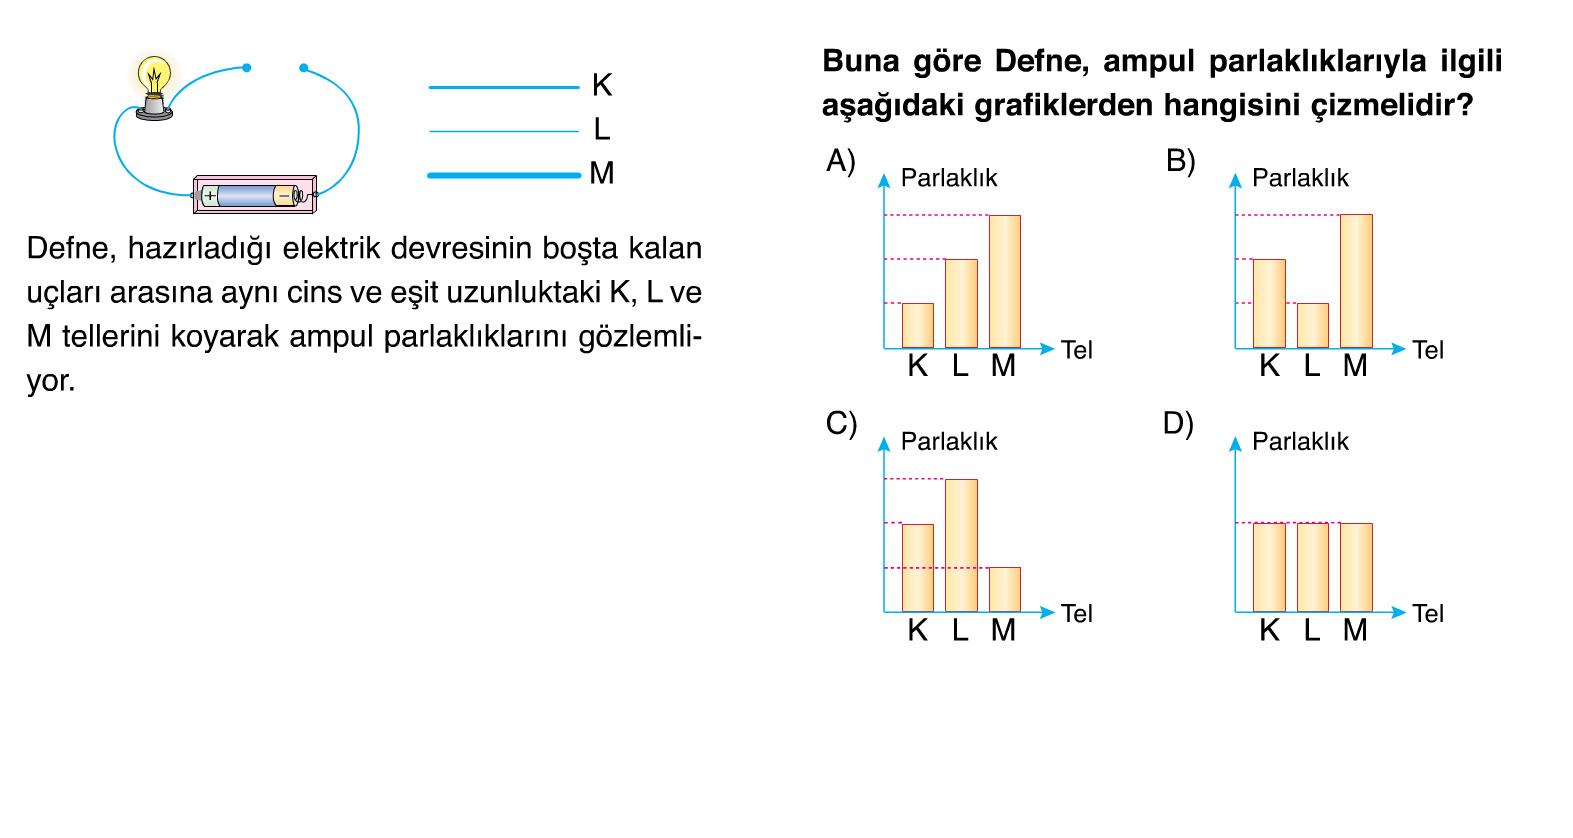 K
L
M
+ −
Defne, hazırladığı elektrik devresinin boşta kalan
uçları arasına aynı cins ve eşit uzunluktaki K, L ve
M tellerini koyarak ampul parlaklıklarını gözlemli-
yor.
Buna göre Defne, ampul parlaklıklarıyla ilgili
aşağıdaki grafiklerden hangisini çizmelidir?
A)
Parlaklık
Tel
K L M
B)
Parlaklık
Tel
K L M
C)
Parlaklık
Tel
K L M
D)
Parlaklık
Tel
K L M